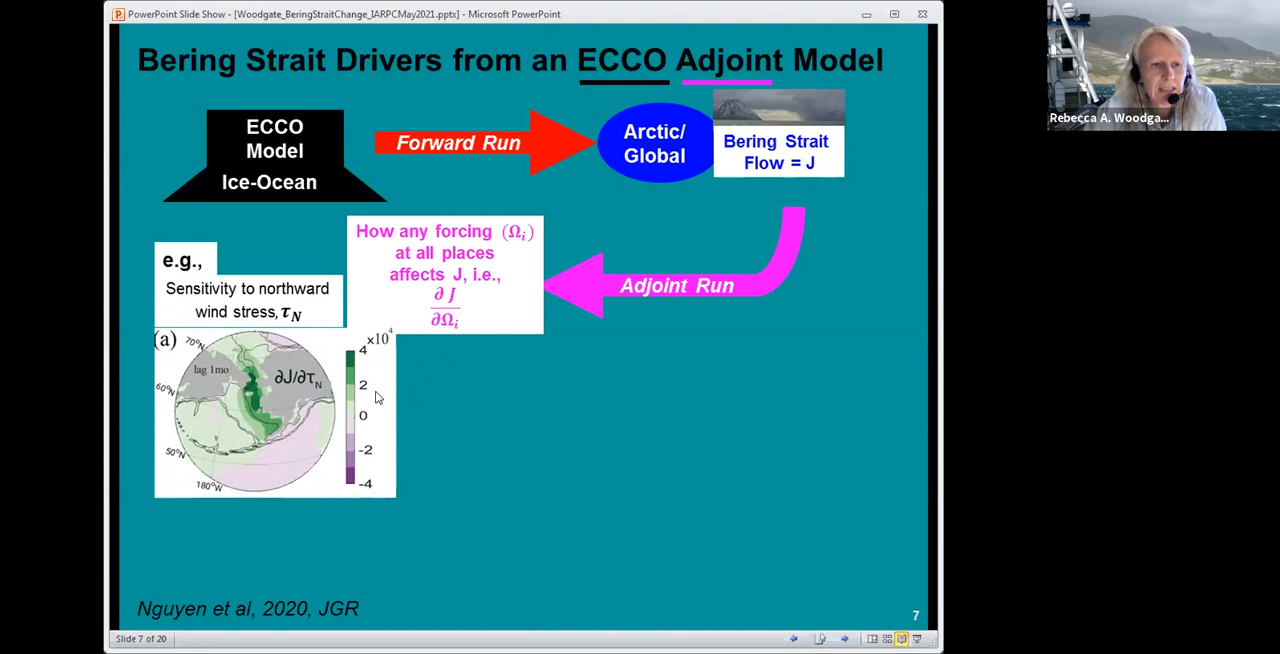 PowerPoint Slide Show - [Woodgate_BeringStraitChange_IARPCMay2021.pptx] - Microsoft PowerPoint
Bering Strait Drivers from an ECCO Adjoint Model
ECCO
Model
Ice-Ocean
Forward Run
Arctic/
Global
Bering Strait
Flow = J
Rebecca A. Woodga...
How any forcing (Ωᵢ)
at all places
affects J, i.e.,
∂ J
∂Ωᵢ
Adjoint Run
e.g.,
Sensitivity to northward
wind stress, τN
(a)
70°N
60°N
50°N
180°W
lag 1mo
∂J/∂τN
×10⁴
4
2
0
-2
-4
Nguyen et al, 2020, JGR
7
Slide 7 of 20